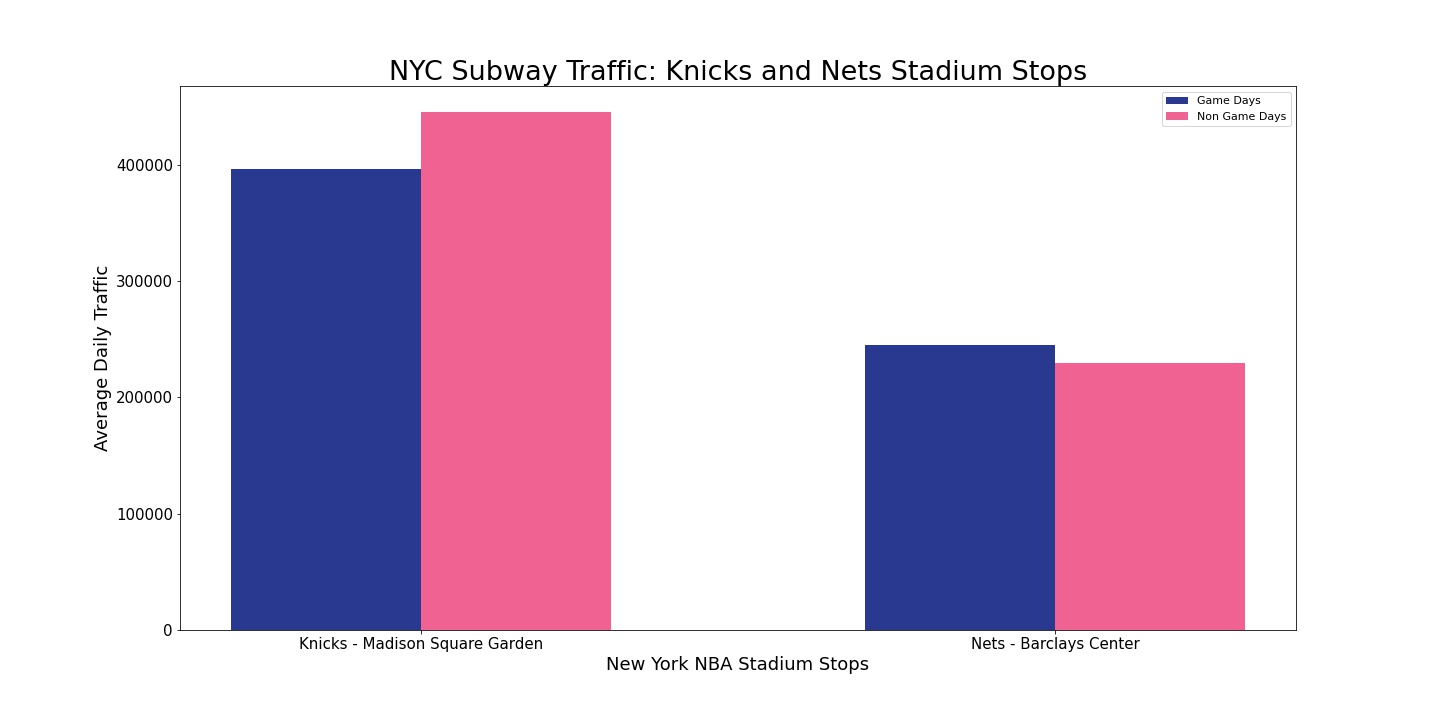 NYC Subway Traffic: Knicks and Nets Stadium Stops
Game Days
Non Game Days
Average Daily Traffic
400000
300000
200000
100000
0
Knicks - Madison Square Garden
Nets - Barclays Center
New York NBA Stadium Stops